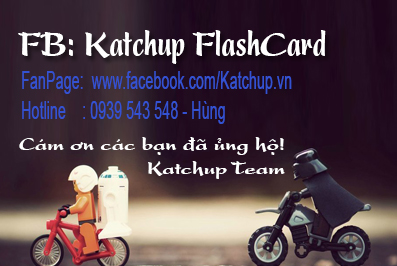 FB: Katchup FlashCard
FanPage: www.facebook.com/Katchup.vn
Hotline : 0939 543 548 - Hùng
Cám ơn các bạn đã ủng hộ!
Katchup Team